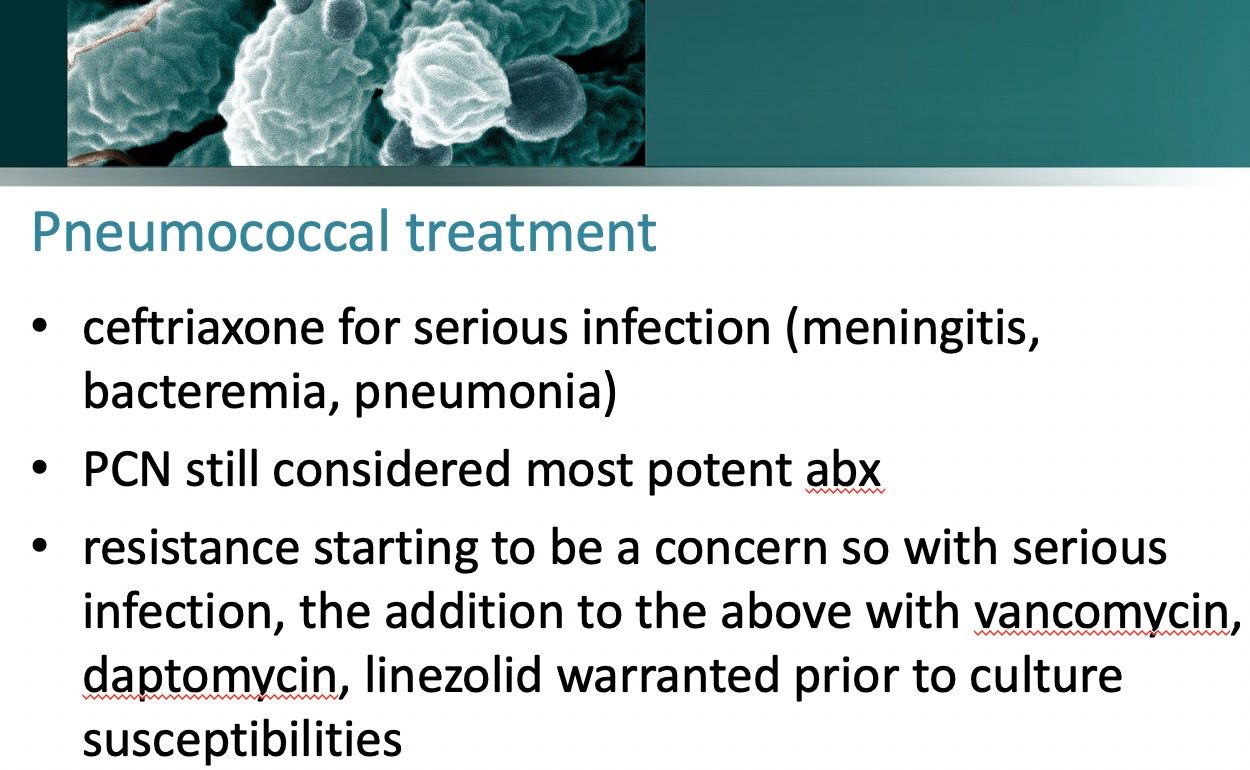 Pneumococcal treatment
• ceftriaxone for serious infection (meningitis,
bacteremia, pneumonia)
• PCN still considered most potent abx
• resistance starting to be a concern so with serious
infection, the addition to the above with vancomycin,
daptomycin, linezolid warranted prior to culture
susceptibilities